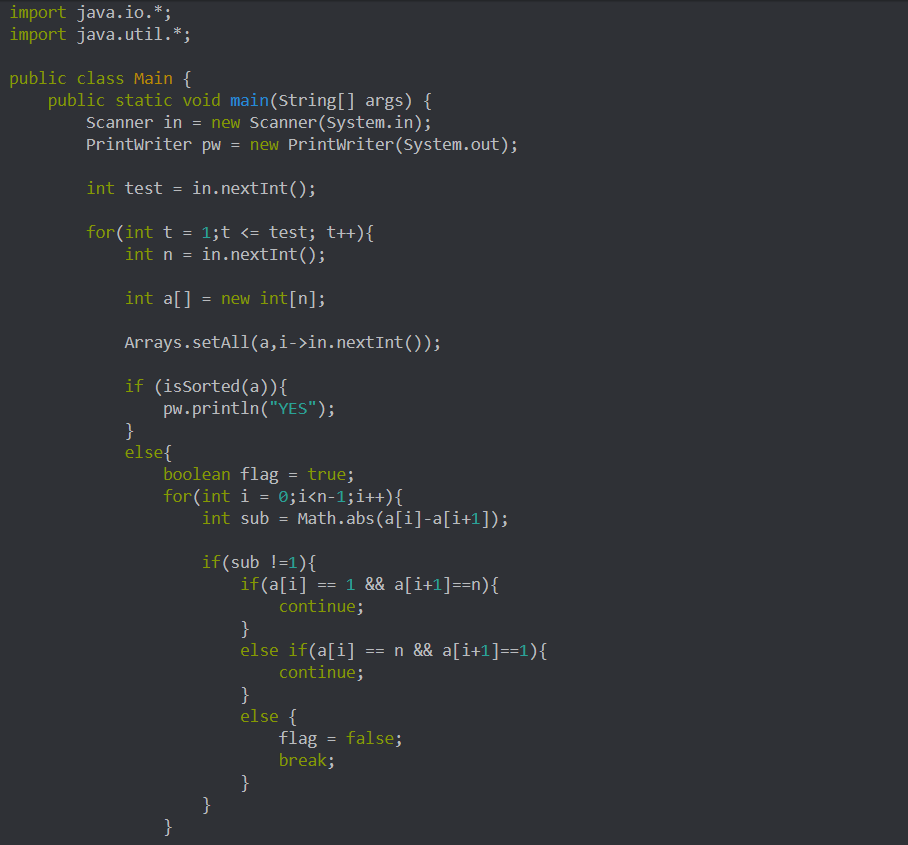 import java.io.*;
import java.util.*;
public class Main {
public static void main(String[] args) {
Scanner in = new Scanner(System.in);
PrintWriter pw = new PrintWriter(System.out);
int test = in.nextInt();
for(int t = 1;t <= test; t++){
int n = in.nextInt();
int a[] = new int[n];
Arrays.setAll(a,i->in.nextInt());
if (isSorted(a)){
pw.println("YES");
}
else{
boolean flag = true;
for(int i = 0;i<n-1;i++){
int sub = Math.abs(a[i]-a[i+1]);
if(sub !=1){
if(a[i] == 1 && a[i+1]==n){
continue;
}
else if(a[i] == n && a[i+1]==1){
continue;
}
else {
flag = false;
break;
}
}
}